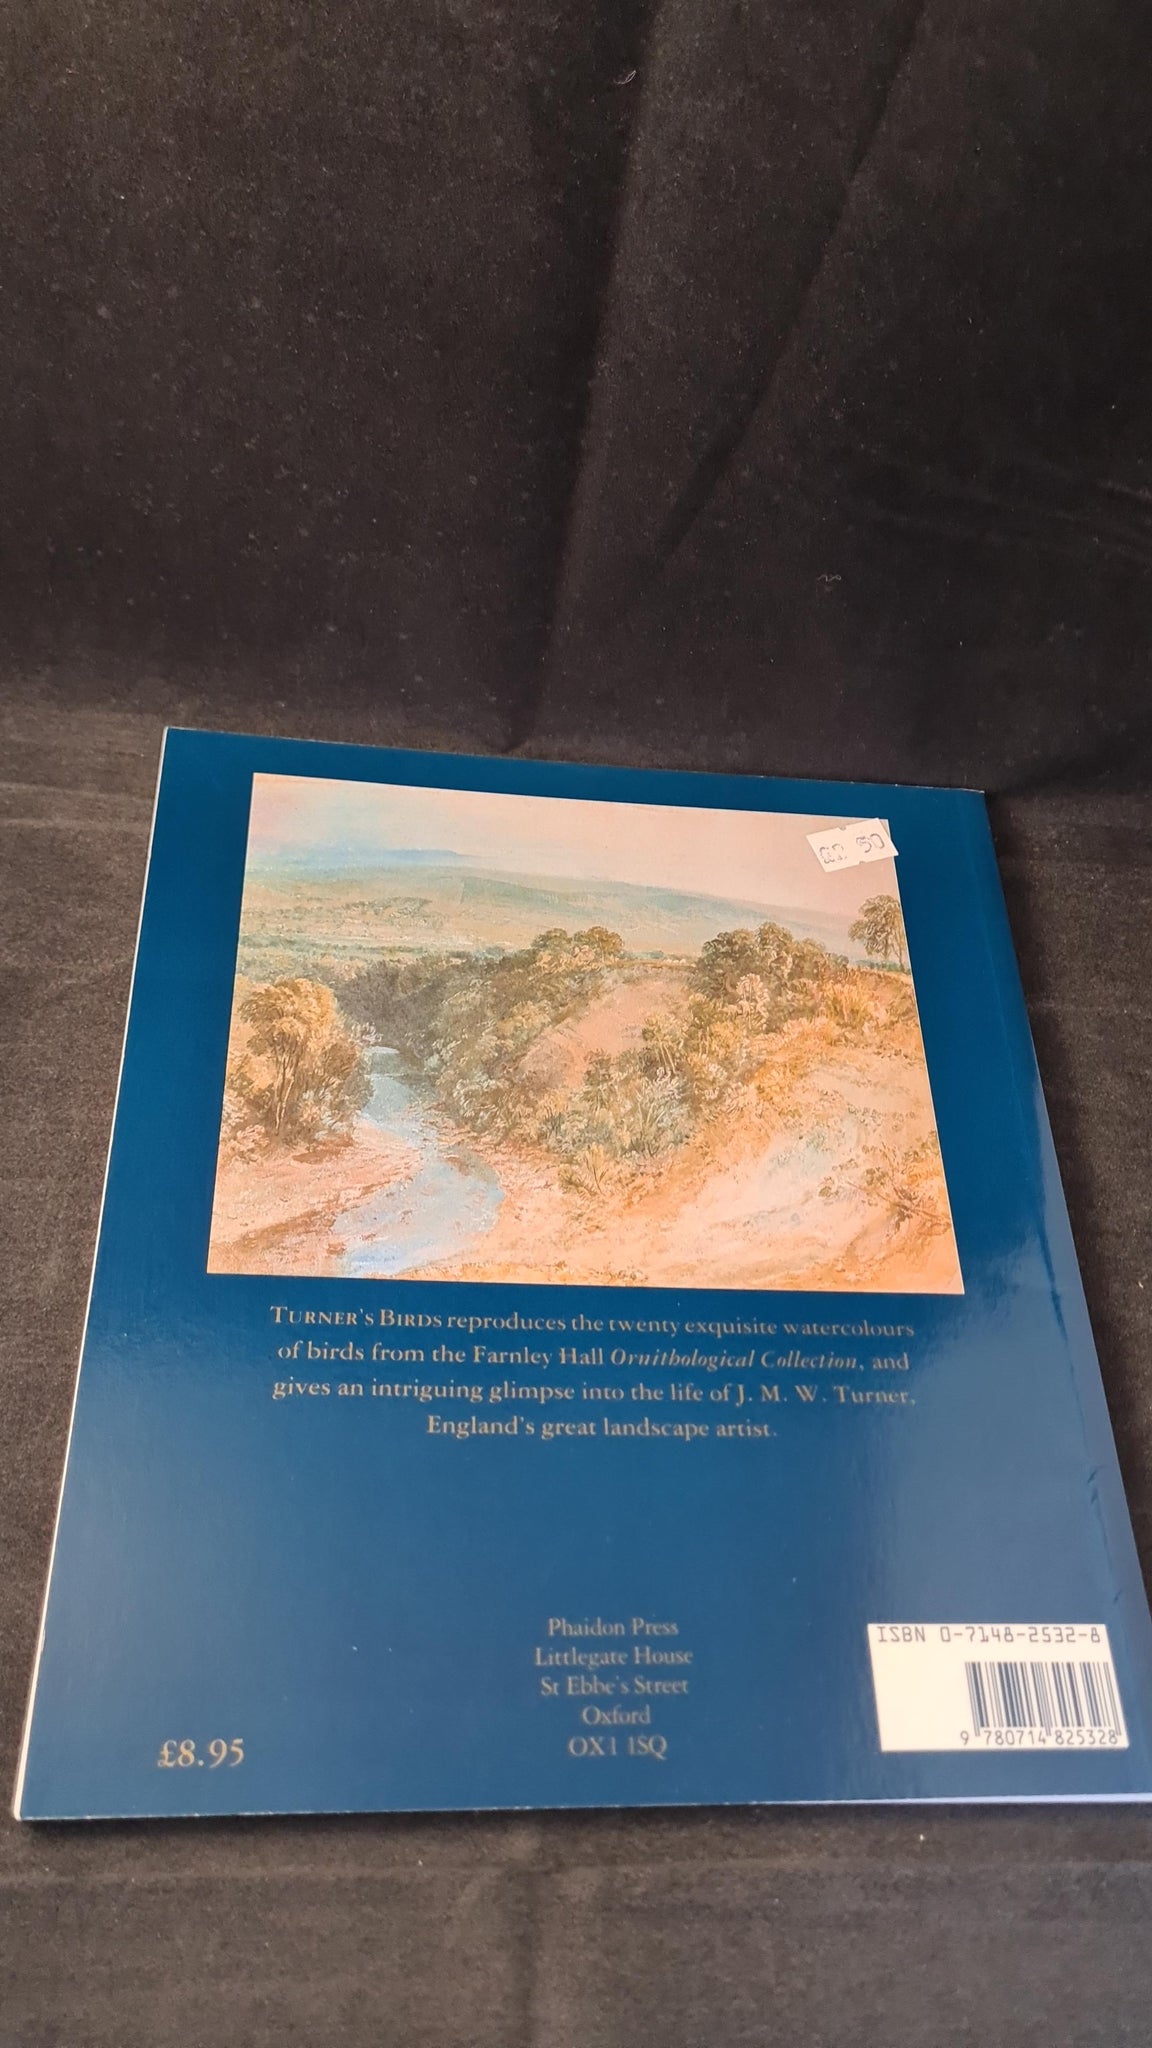 £2.50
TURNER'S BIRDS reproduces the twenty exquisite watercolours
of birds from the Farnley Hall Ornithological Collection, and
gives an intriguing glimpse into the life of J. M. W. Turner,
England's great landscape artist.
Phaidon Press
Littlegate House
St Ebbe's Street
Oxford
OX1 1SQ
£8.95
ISBN 0-7148-2532-8
9 780714 825328